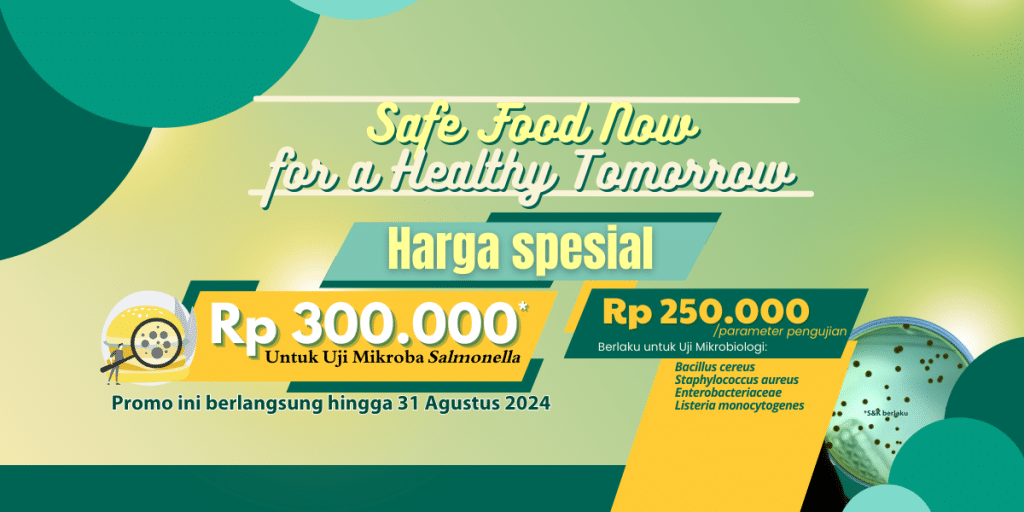 Safe Food Now
for a Healthy Tomorrow
Harga spesial
Rp 300.000*
Untuk Uji Mikroba Salmonella
Promo ini berlangsung hingga 31 Agustus 2024
Rp 250.000
/parameter pengujian
Berlaku untuk Uji Mikrobiologi:
Bacillus cereus
Staphylococcus aureus
Enterobacteriaceae
Listeria monocytogenes
*S&K berlaku